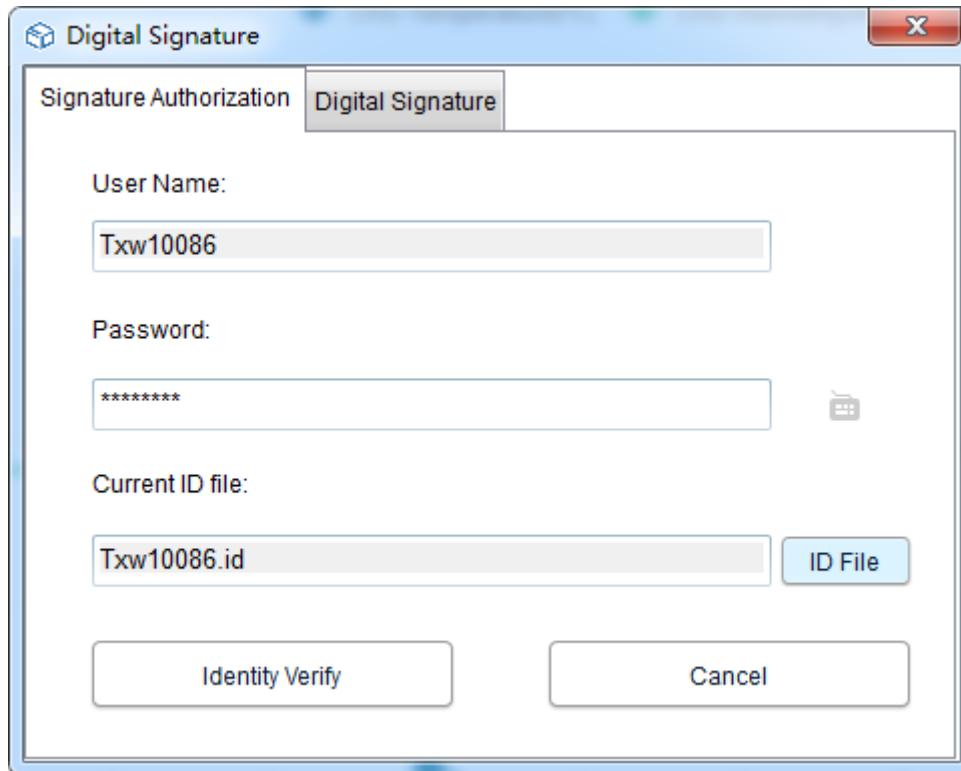 Digital Signature
Signature Authorization
Digital Signature
User Name:
Txw10086
Password:
********
Current ID file:
Txw10086.id
ID File
Identity Verify
Cancel